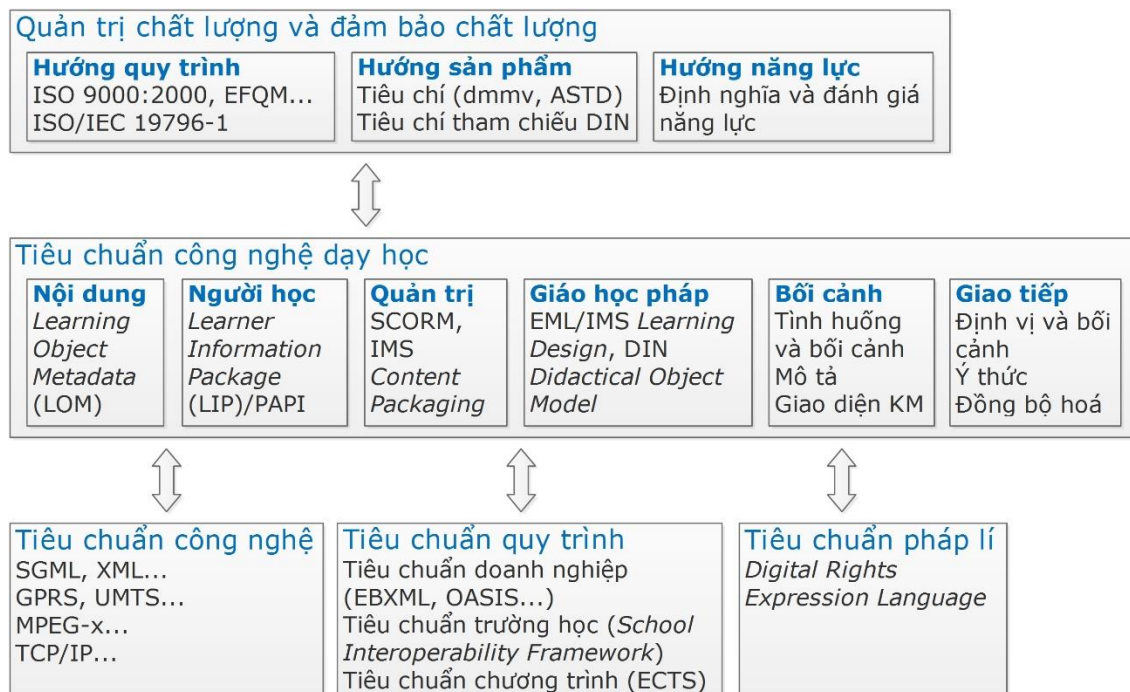 Quản trị chất lượng và đảm bảo chất lượng
Hướng quy trình
ISO 9000:2000, EFQM...
ISO/IEC 19796-1
Hướng sản phẩm
Tiêu chí (dmmv, ASTD)
Tiêu chí tham chiếu DIN
Hướng năng lực
Định nghĩa và đánh giá
năng lực
Tiêu chuẩn công nghệ dạy học
Nội dung
Learning
Object
Metadata
(LOM)
Người học
Learner
Information
Package
(LIP)/PAPI
Quản trị
SCORM,
IMS
Content
Packaging
Giáo học pháp
EML/IMS Learning
Design, DIN
Didactical Object
Model
Bối cảnh
Tình huống
và bối cảnh
Mô tả
Giao diện KM
Giao tiếp
Định vị và bối
cảnh
Ý thức
Đồng bộ hoá
Tiêu chuẩn công nghệ
SGML, XML...
GPRS, UMTS...
MPEG-x...
TCP/IP...
Tiêu chuẩn quy trình
Tiêu chuẩn doanh nghiệp
(EBXML, OASIS...)
Tiêu chuẩn trường học (School
Interoperability Framework)
Tiêu chuẩn chương trình (ECTS)
Tiêu chuẩn pháp lí
Digital Rights
Expression Language